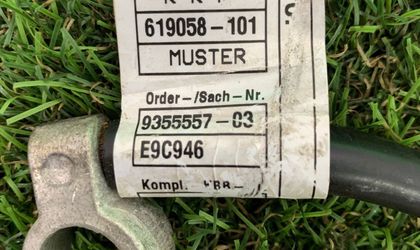 619058-101
MUSTER
Order-/Sach-Nr.
9355557-03
E9C946
Kompl.